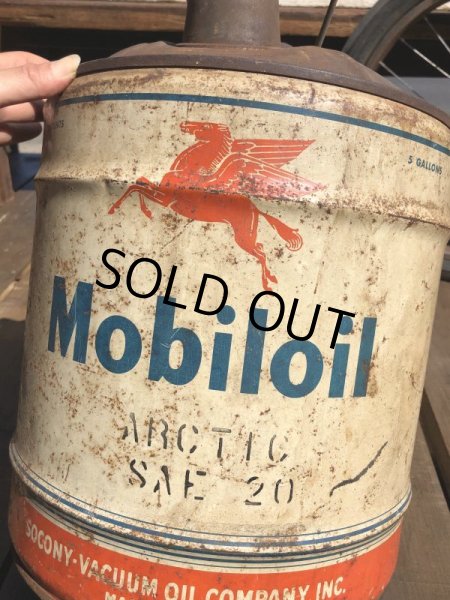 5 GALLONS
SOLD OUT
Mobiloil
ARCTIC
SAE 20
SOCONY-VACUUM OIL COMPANY INC.